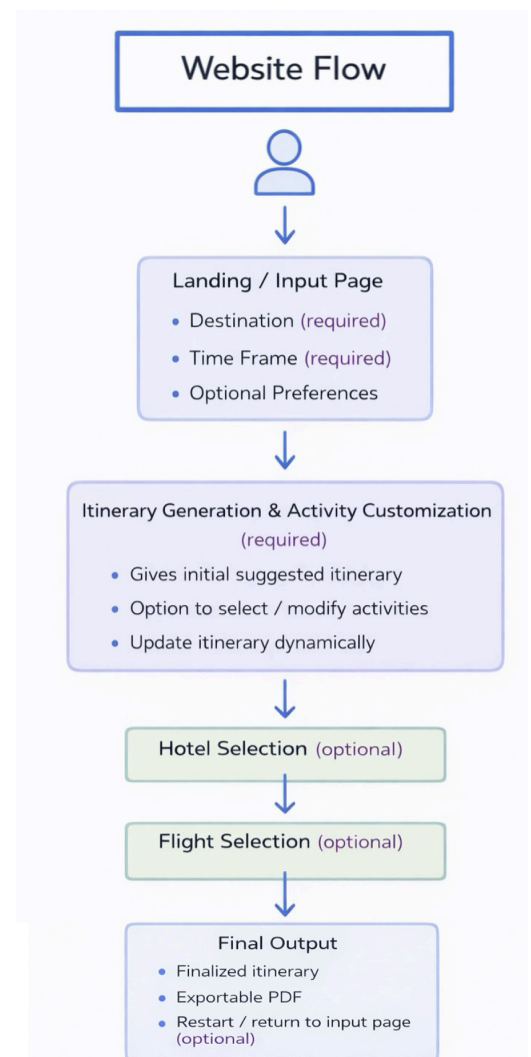 Website Flow
Landing / Input Page
• Destination (required)
• Time Frame (required)
• Optional Preferences
Itinerary Generation & Activity Customization
(required)
• Gives initial suggested itinerary
• Option to select / modify activities
• Update itinerary dynamically
Hotel Selection (optional)
Flight Selection (optional)
Final Output
• Finalized itinerary
• Exportable PDF
• Restart / return to input page
(optional)